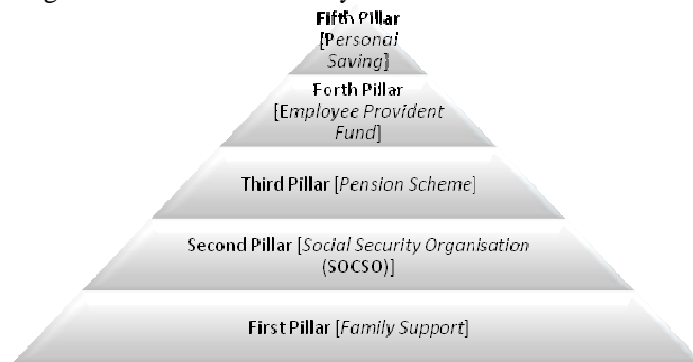 Fifth Pillar
[Personal
Saving]
Forth Pillar
[Employee Provident
Fund]
Third Pillar [Pension Scheme]
Second Pillar [Social Security Organisation
(SOCSO)]
First Pillar [Family Support]